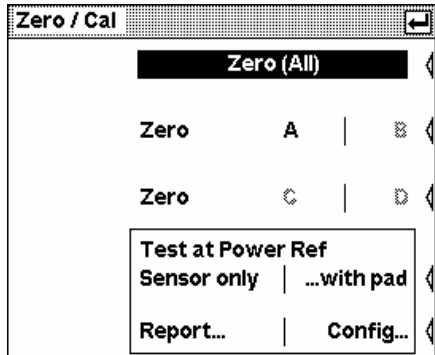 Zero / Cal
Zero (All)
Zero A | B
Zero C | D
Test at Power Ref
Sensor only | ...with pad
Report... | Config...